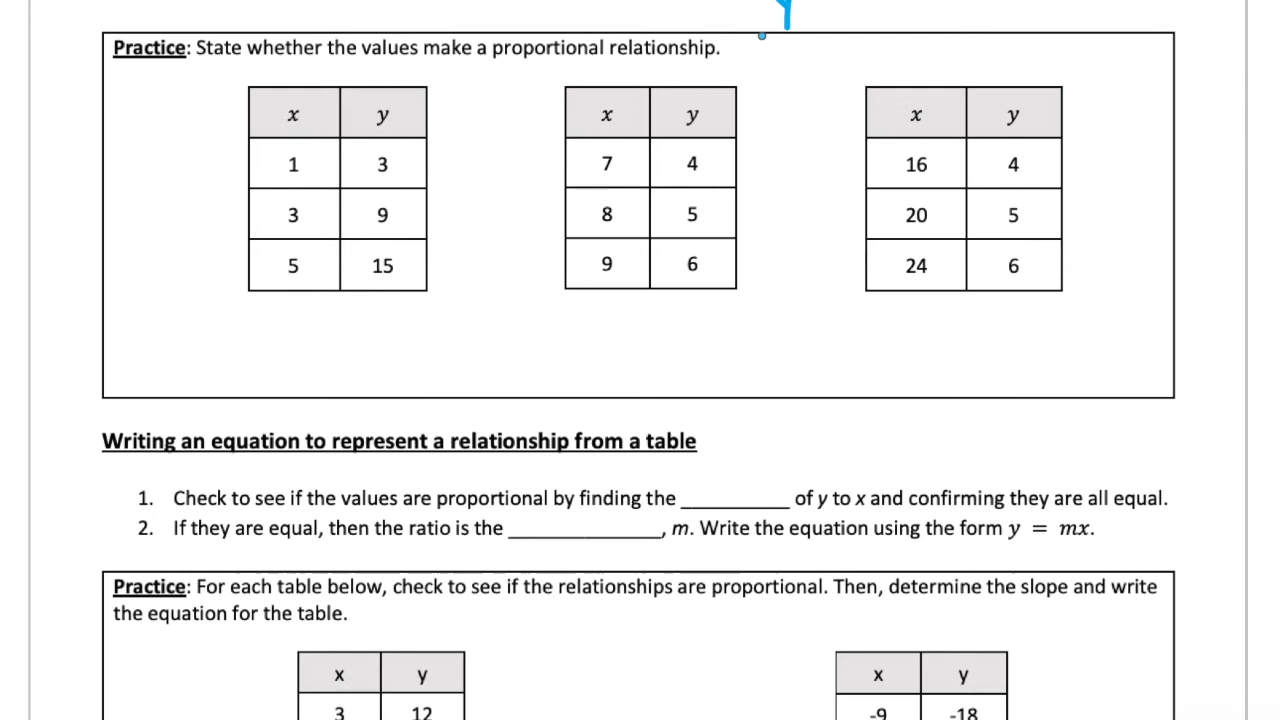 Practice: State whether the values make a proportional relationship.
x y
1 3
3 9
5 15
x y
7 4
8 5
9 6
x y
16 4
20 5
24 6
Writing an equation to represent a relationship from a table
1. Check to see if the values are proportional by finding the __________ of y to x and confirming they are all equal.
2. If they are equal, then the ratio is the ______________, m. Write the equation using the form y = mx.
Practice: For each table below, check to see if the relationships are proportional. Then, determine the slope and write
the equation for the table.
x y
3 12
x y
-9 -18